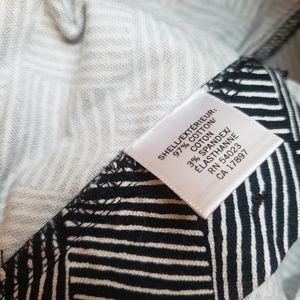 SHELL/EXTÉRIEUR:
97% COTTON/
COTON
3% SPANDEX/
ÉLASTHANNE
RN 54023
CA 17897